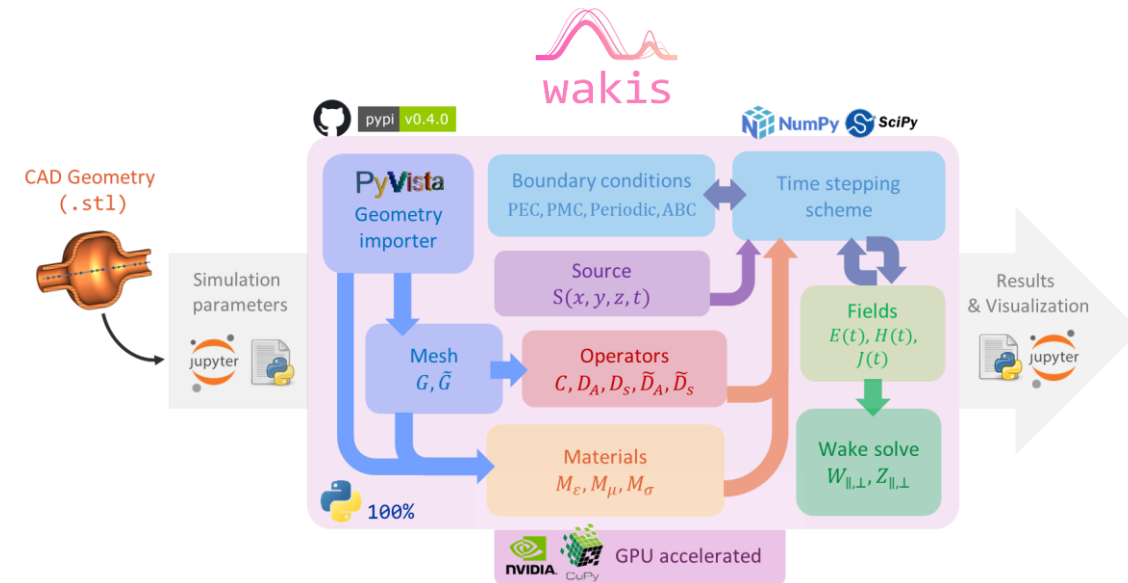 wakis
pypi v0.4.0
NumPy
SciPy
CAD Geometry
(.stl)
Simulation
parameters
jupyter
PyVista
Geometry
importer
Boundary conditions
PEC, PMC, Periodic, ABC
Time stepping
scheme
Source
S(x, y, z, t)
Mesh
G, G̃
Operators
C, D_A, D_s, D̃_A, D̃_s
Fields
E(t), H(t),
J(t)
Materials
M_ε, M_μ, M_σ
Wake solve
W_∥,⊥, Z_∥,⊥
100%
Results
& Visualization
jupyter
NVIDIA.
CuPy
GPU accelerated